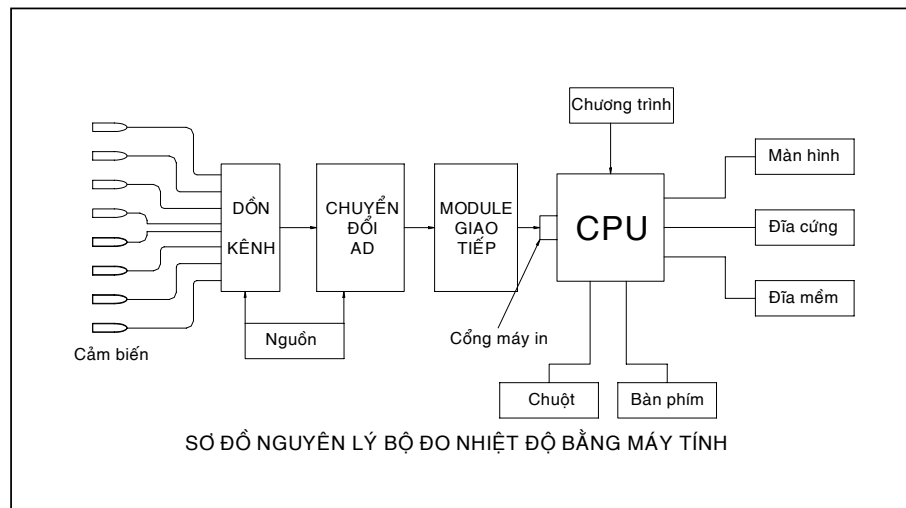 Chương trình
Màn hình
DỒN
KÊNH
CHUYỂN
ĐỔI
AD
MODULE
GIAO
TIẾP
CPU
Đĩa cứng
Đĩa mềm
Nguồn
Cổng máy in
Cảm biến
Chuột
Bàn phím
SƠ ĐỒ NGUYÊN LÝ BỘ ĐO NHIỆT ĐỘ BẰNG MÁY TÍNH